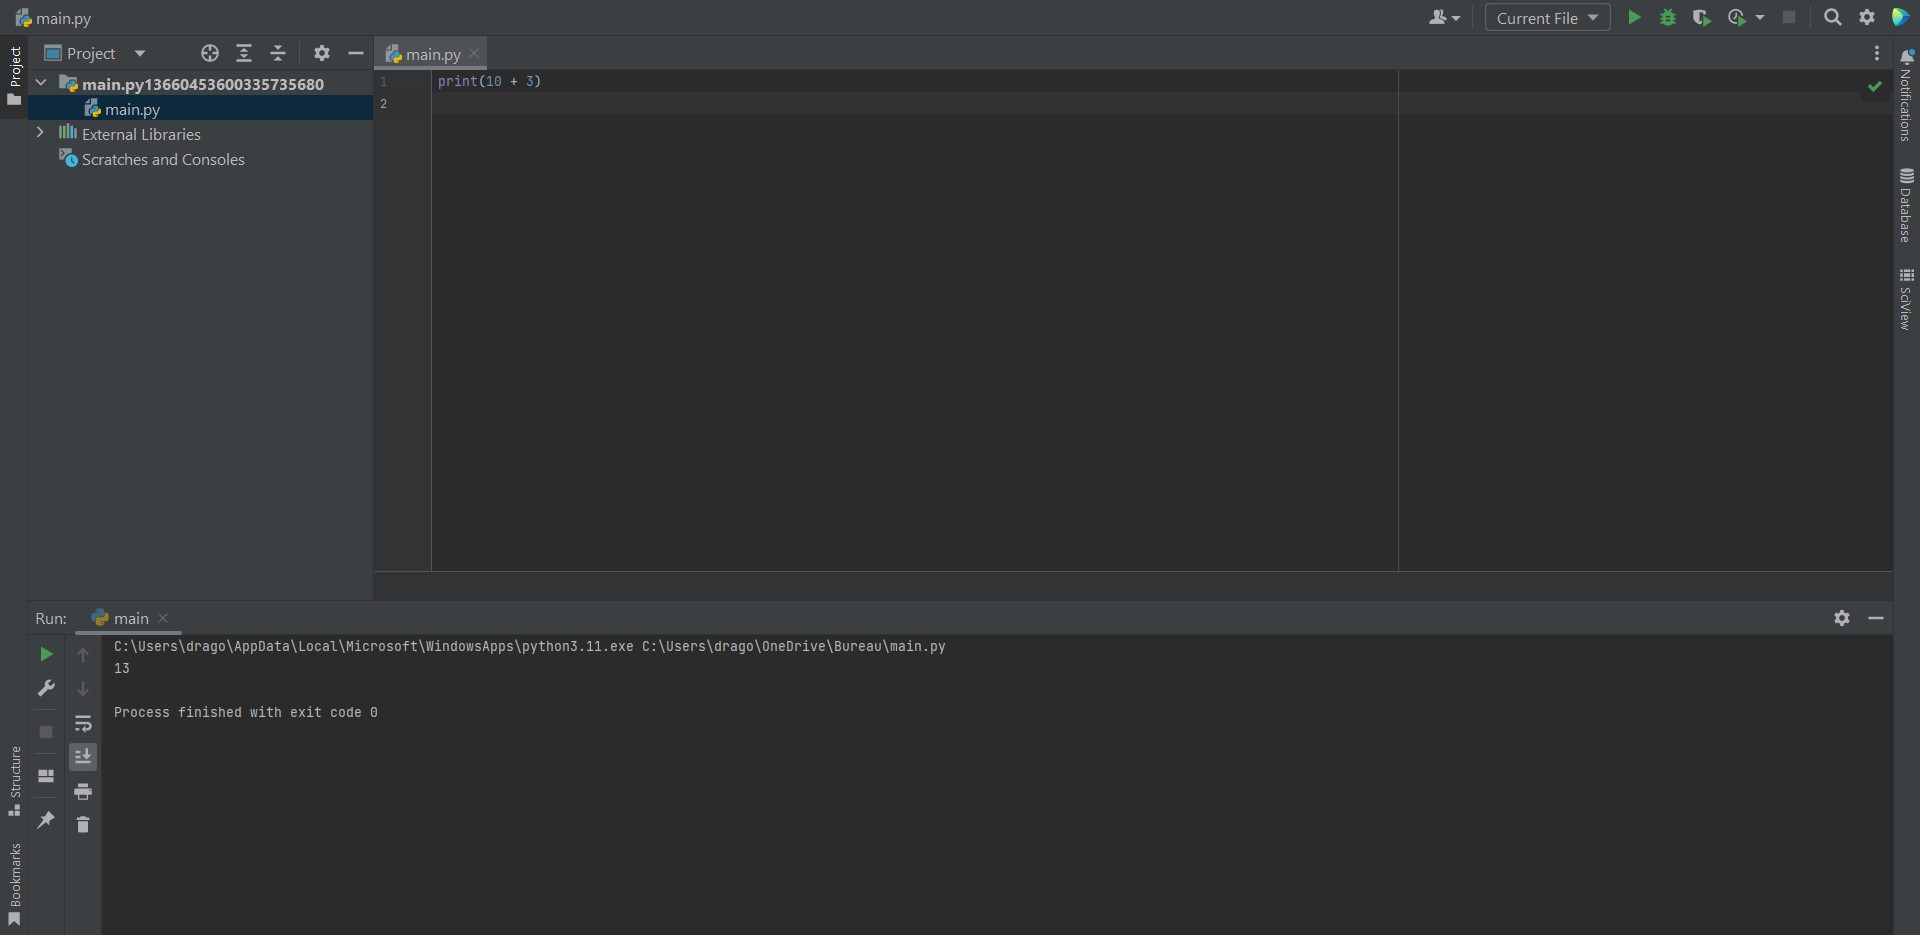 main.py
Current File
Project
Project
main.py
main.py13660453600335735680
main.py
External Libraries
Scratches and Consoles
1
print(10 + 3)
2
Notifications
Database
SciView
Run:
main
C:\Users\drago\AppData\Local\Microsoft\WindowsApps\python3.11.exe C:\Users\drago\OneDrive\Bureau\main.py
13
Process finished with exit code 0
Structure
Bookmarks